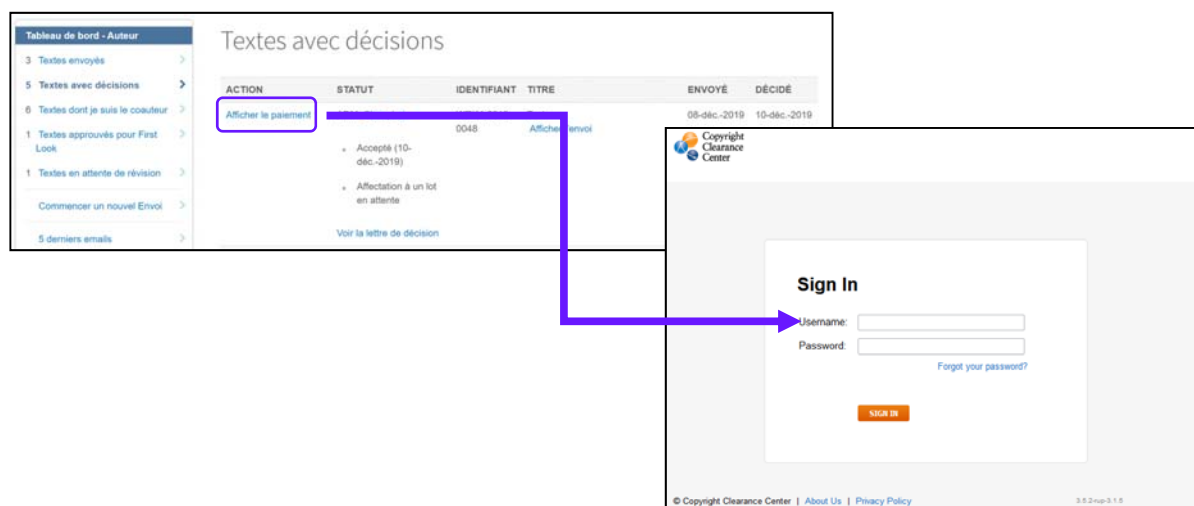 Tableau de bord - Auteur
3 Textes envoyés
5 Textes avec décisions
6 Textes dont je suis le coauteur
1 Textes approuvés pour First
Look
1 Textes en attente de révision
Commencer un nouvel Envoi
5 derniers emails
Textes avec décisions
ACTION STATUT IDENTIFIANT TITRE ENVOYÉ DÉCIDÉ
Afficher le paiement 08-déc.-2019 10-déc.-2019
0048 Afficher l'envoi
Accepté (10-
déc.-2019)
Affectation à un lot
en attente
Voir la lettre de décision
Copyright
Clearance
Center
Sign In
Username:
Password:
Forgot your password?
SIGN IN
© Copyright Clearance Center | About Us | Privacy Policy